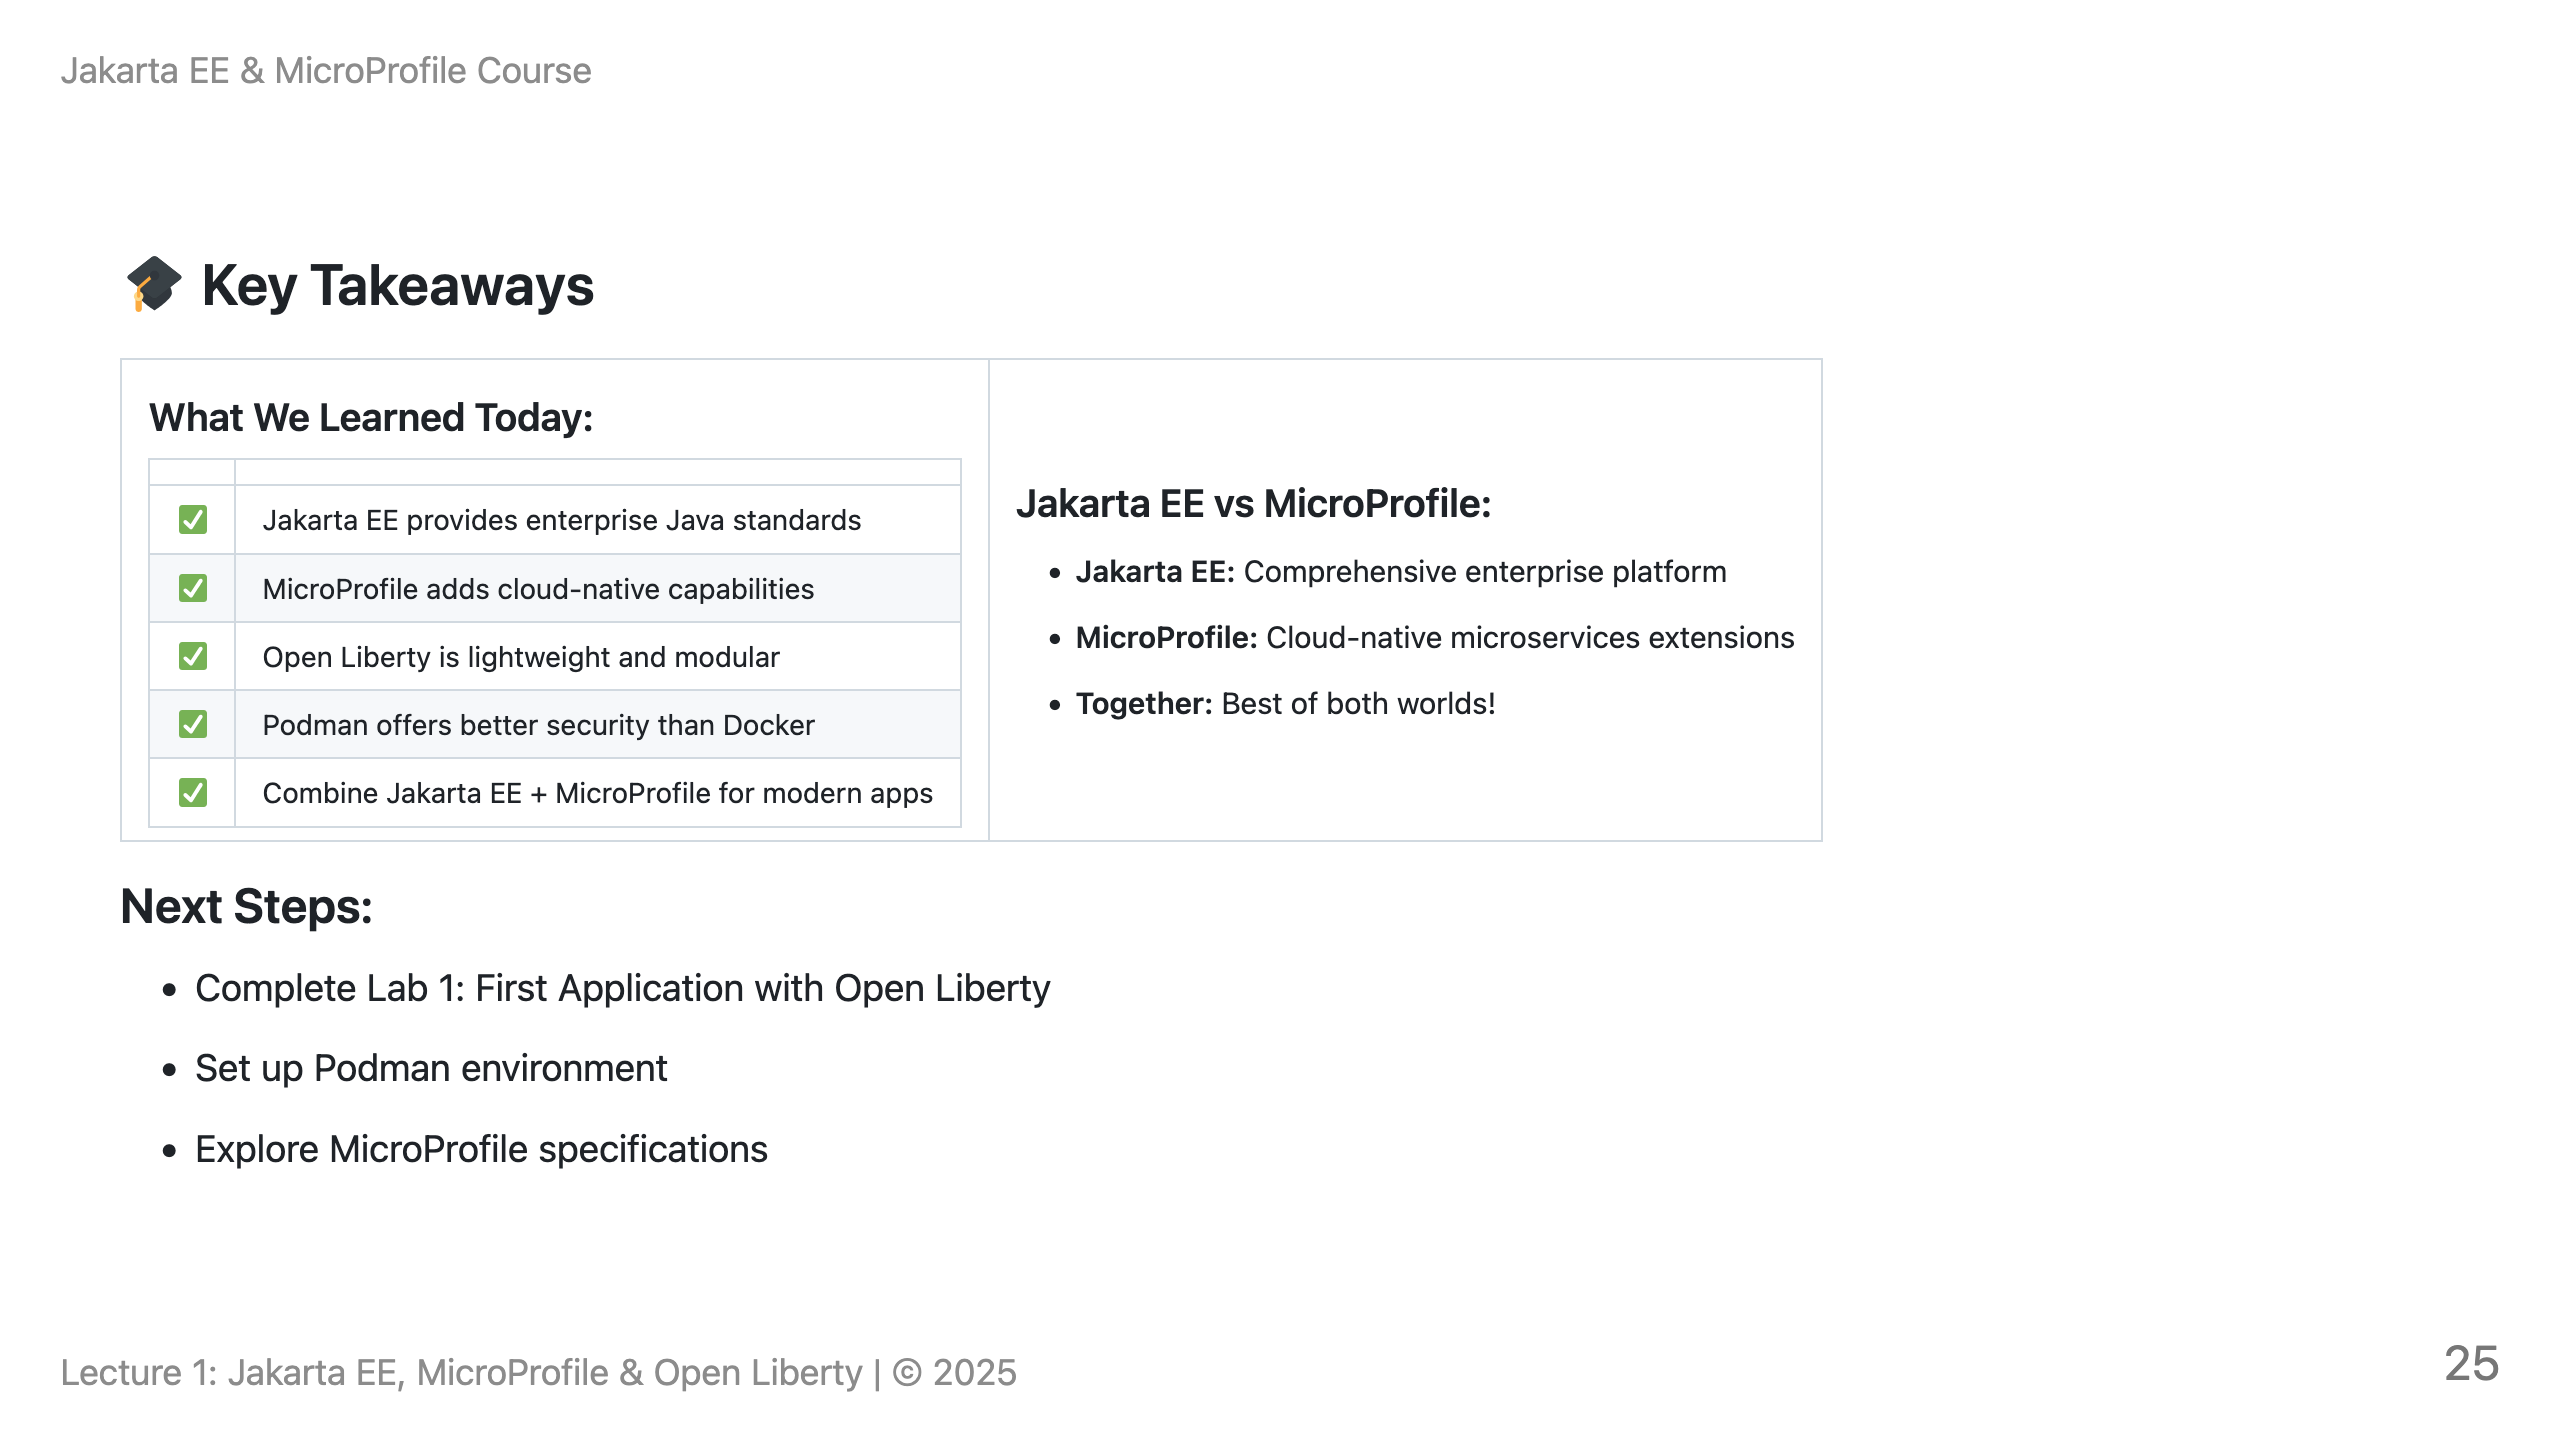 Jakarta EE & MicroProfile Course
🎓 Key Takeaways
What We Learned Today:
✅ Jakarta EE provides enterprise Java standards
✅ MicroProfile adds cloud-native capabilities
✅ Open Liberty is lightweight and modular
✅ Podman offers better security than Docker
✅ Combine Jakarta EE + MicroProfile for modern apps
Jakarta EE vs MicroProfile:
• Jakarta EE: Comprehensive enterprise platform
• MicroProfile: Cloud-native microservices extensions
• Together: Best of both worlds!
Next Steps:
• Complete Lab 1: First Application with Open Liberty
• Set up Podman environment
• Explore MicroProfile specifications
Lecture 1: Jakarta EE, MicroProfile & Open Liberty | © 2025
25